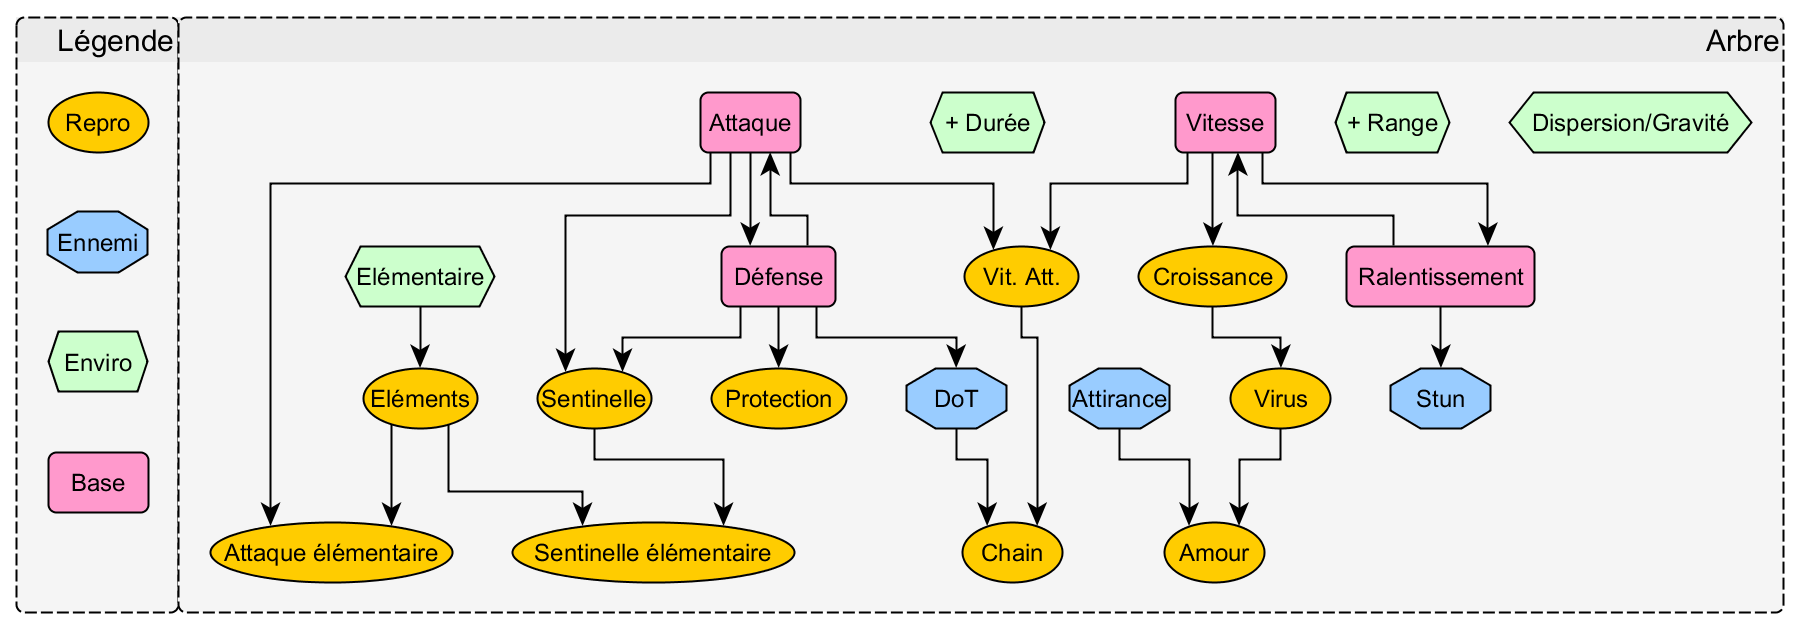 Légende
Repro
Ennemi
Enviro
Base
Arbre
Attaque
+ Durée
Vitesse
+ Range
Dispersion/Gravité
Elémentaire
Défense
Vit. Att.
Croissance
Ralentissement
Eléments
Sentinelle
Protection
DoT
Attirance
Virus
Stun
Attaque élémentaire
Sentinelle élémentaire
Chain
Amour